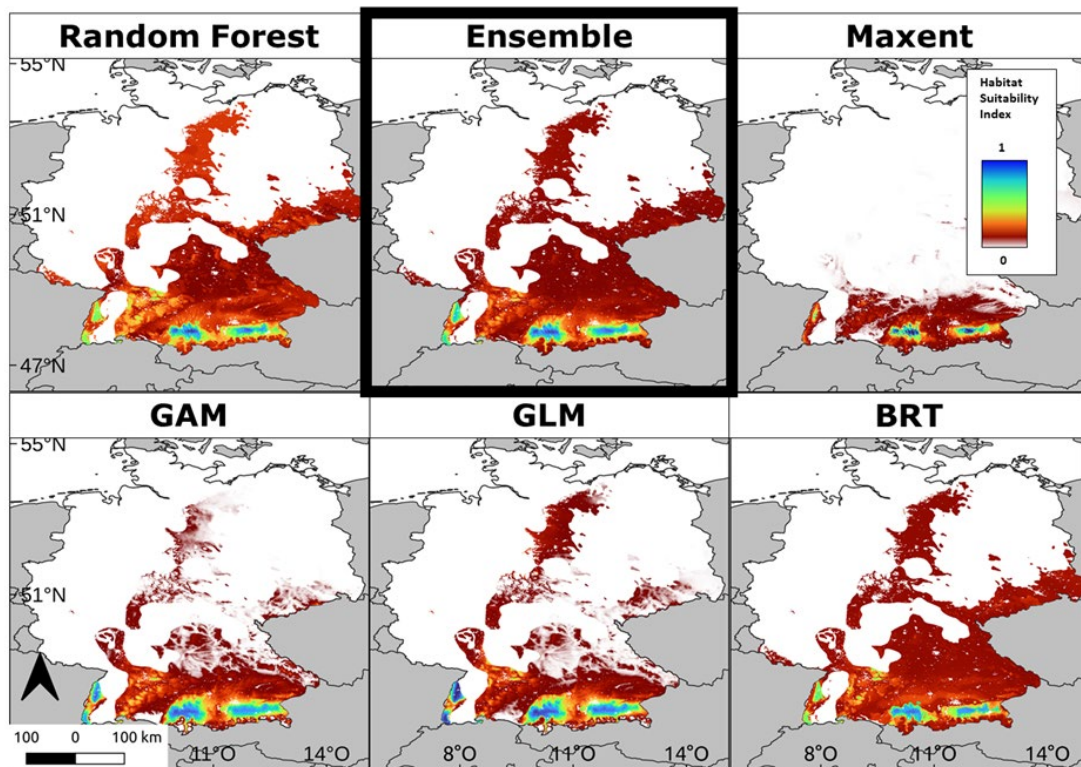 Random Forest
Ensemble
Maxent
55°N
51°N
47°N
Habitat
Suitability
Index
1
0
GAM
GLM
BRT
55°N
51°N
100 0 100 km
11°O
14°O
8°O
11°O
14°O
8°O
11°O
14°O